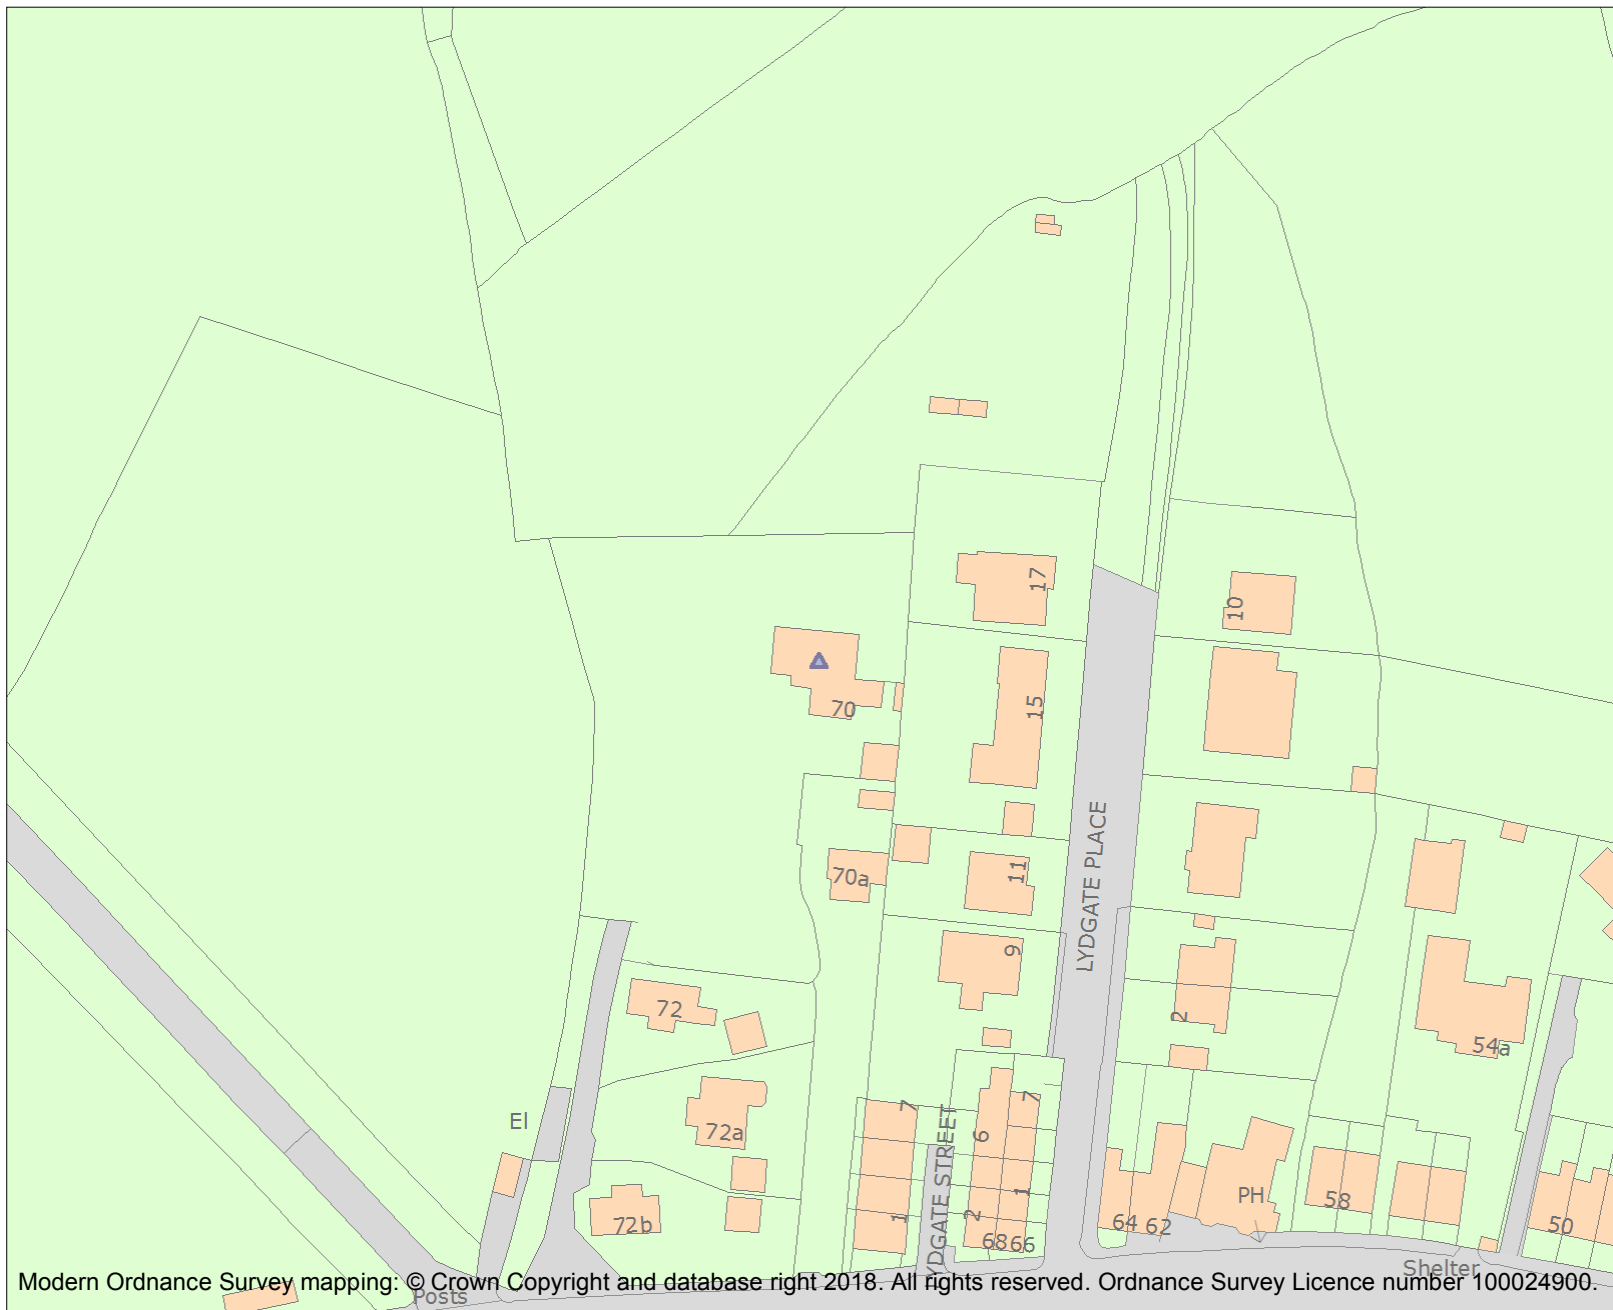 17
10
15
70
11
70a
LYDGATE PLACE
9
72
2
54a
El
7
7
72a
6
LYDGATE STREET
1
1
2
PH
58
72b
64 62
50
68 66
Shelter
Posts
Modern Ordnance Survey mapping: © Crown Copyright and database right 2018. All rights reserved. Ordnance Survey Licence number 100024900.